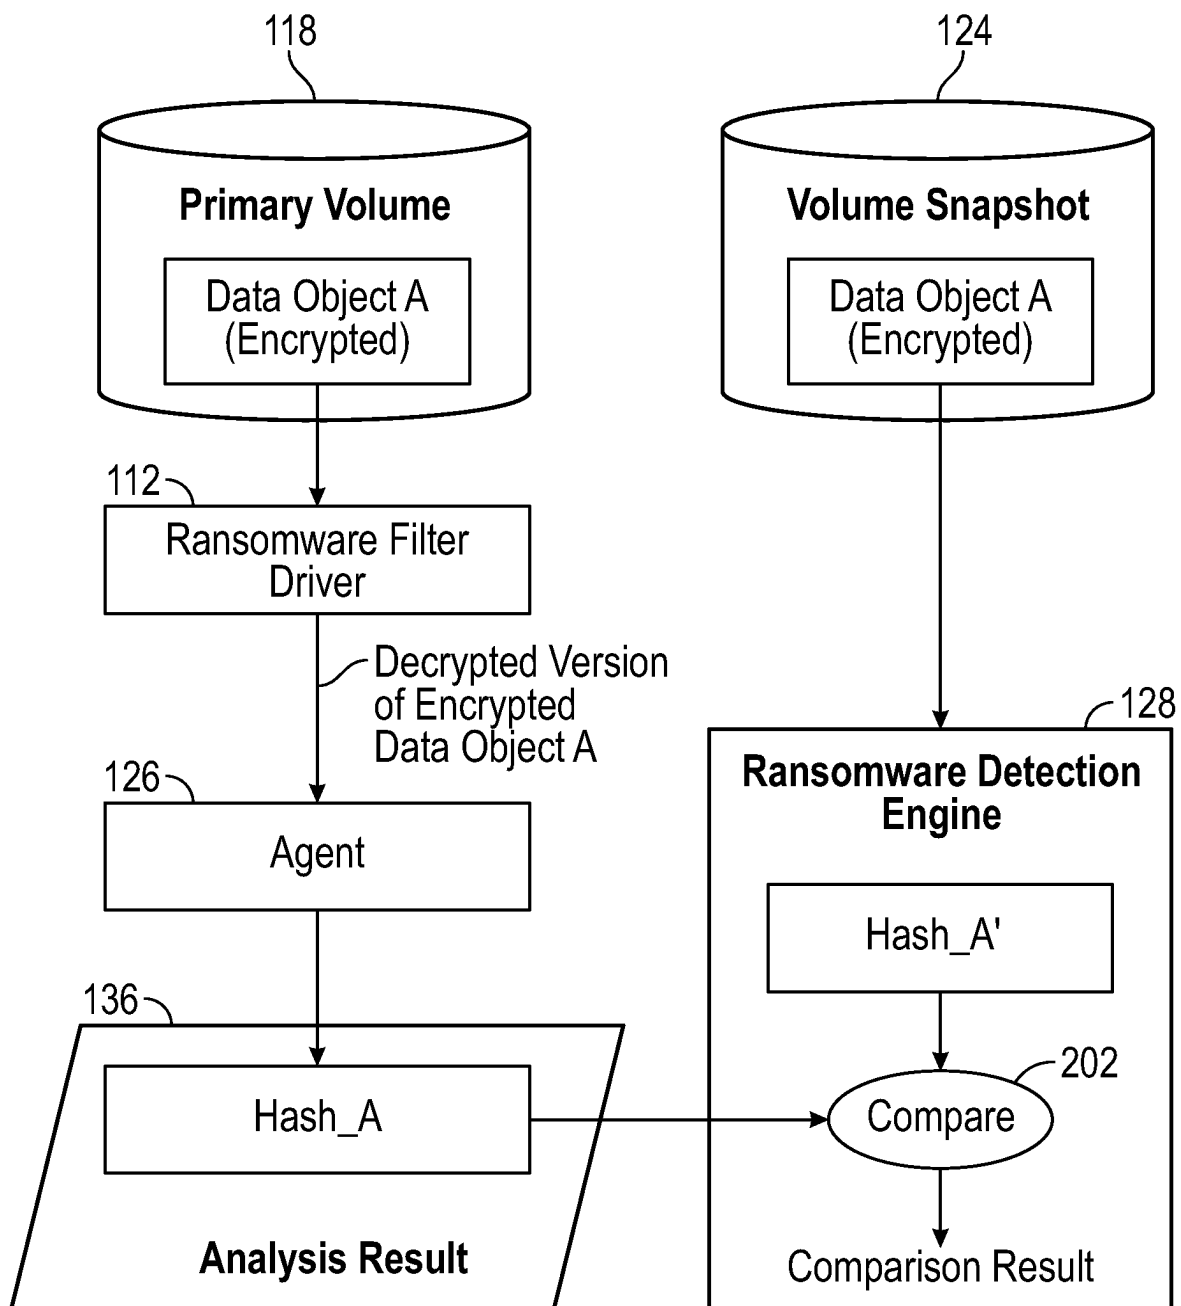 118
124
Primary Volume
Data Object A
(Encrypted)
Volume Snapshot
Data Object A
(Encrypted)
112
Ransomware Filter
Driver
Decrypted Version
of Encrypted
Data Object A
126
Agent
128
Ransomware Detection
Engine
Hash_A'
136
Hash_A
202
Compare
Analysis Result
Comparison Result